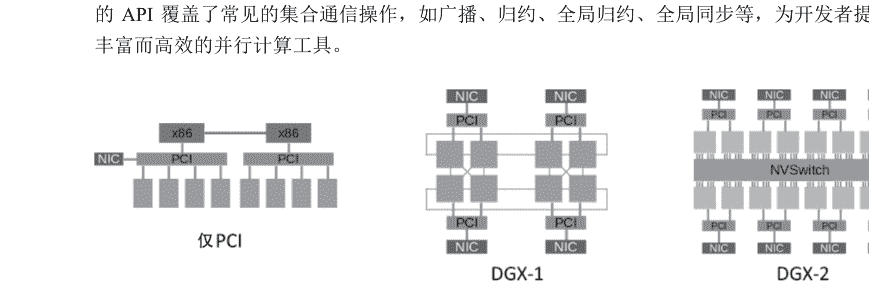 的 API 覆盖了常见的集合通信操作，如广播、归约、全局归约、全局同步等，为开发者提
丰富而高效的并行计算工具。
NIC NIC NIC NIC NIC
PCI PCI PCI PCI PCI
x86 x86
NIC PCI PCI
NVSwitch
PCI PCI PCI PCI PCI
NIC NIC NIC NIC NIC
仅PCI
DGX-1 DGX-2